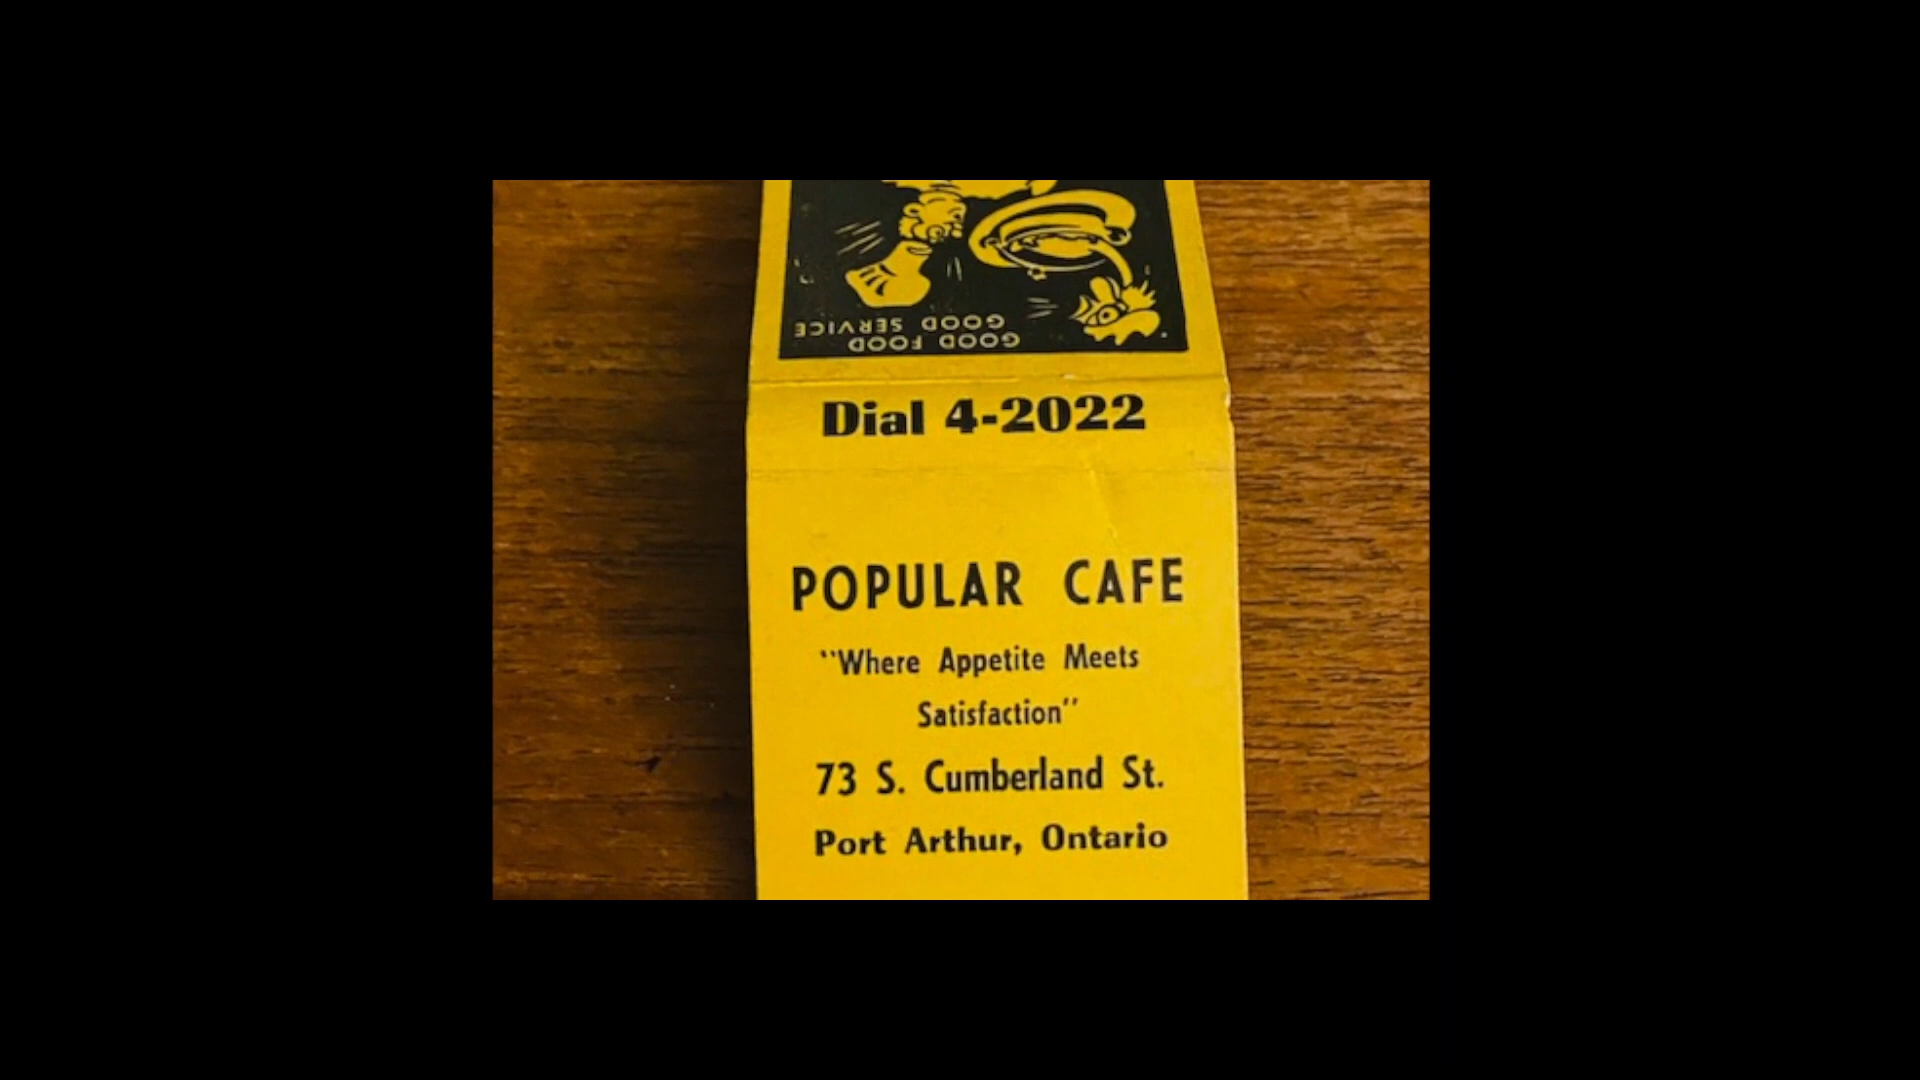 GOOD FOOD
GOOD SERVICE
Dial 4-2022
POPULAR CAFE
"Where Appetite Meets
Satisfaction"
73 S. Cumberland St.
Port Arthur, Ontario